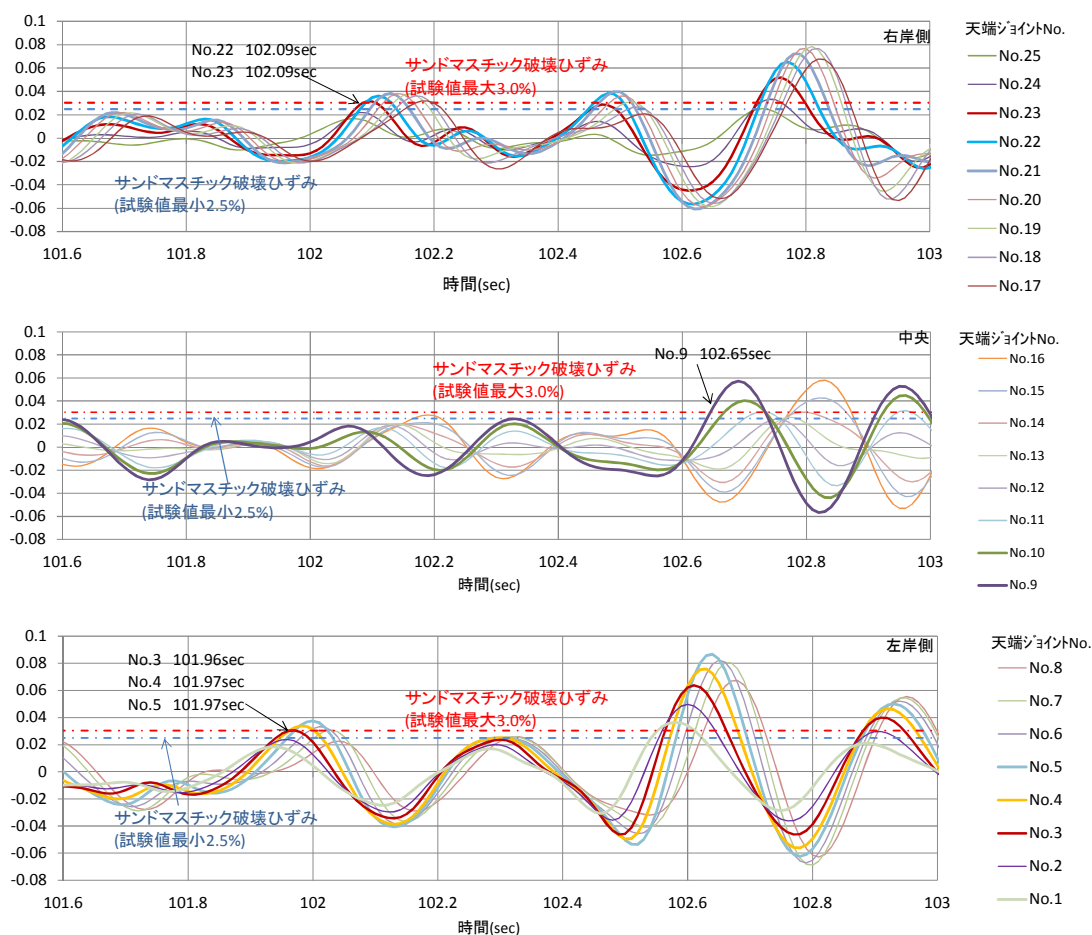 0.1
0.08
0.06
0.04
0.02
0
-0.02
-0.04
-0.06
-0.08
101.6
101.8
102
102.2
102.4
102.6
102.8
103
時間(sec)
右岸側
No.22 102.09sec
No.23 102.09sec
サンドマスチック破壊ひずみ
(試験値最大3.0%)
サンドマスチック破壊ひずみ
(試験値最小2.5%)
天端ジョイントNo.
No.25
No.24
No.23
No.22
No.21
No.20
No.19
No.18
No.17
0.1
0.08
0.06
0.04
0.02
0
-0.02
-0.04
-0.06
-0.08
101.6
101.8
102
102.2
102.4
102.6
102.8
103
時間(sec)
中央
No.9 102.65sec
サンドマスチック破壊ひずみ
(試験値最大3.0%)
サンドマスチック破壊ひずみ
(試験値最小2.5%)
天端ジョイントNo.
No.16
No.15
No.14
No.13
No.12
No.11
No.10
No.9
0.1
0.08
0.06
0.04
0.02
0
-0.02
-0.04
-0.06
-0.08
101.6
101.8
102
102.2
102.4
102.6
102.8
103
時間(sec)
左岸側
No.3 101.96sec
No.4 101.97sec
No.5 101.97sec
サンドマスチック破壊ひずみ
(試験値最大3.0%)
サンドマスチック破壊ひずみ
(試験値最小2.5%)
天端ジョイントNo.
No.8
No.7
No.6
No.5
No.4
No.3
No.2
No.1